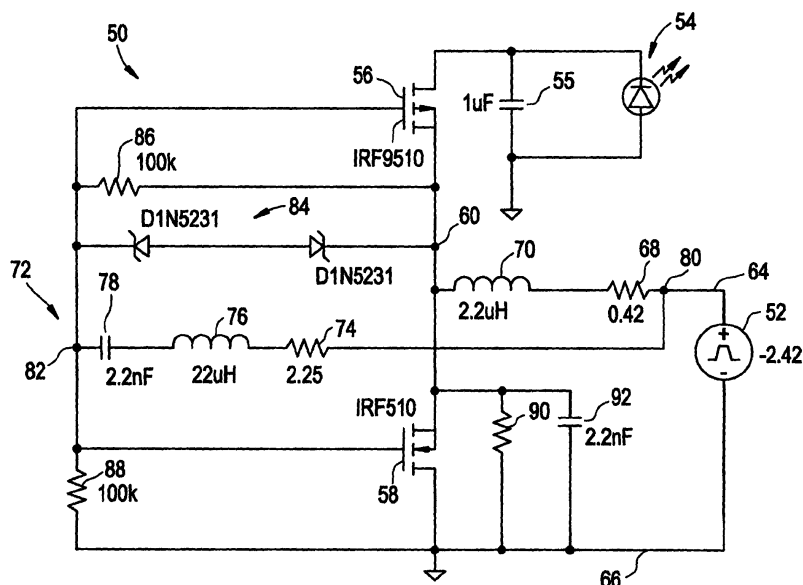 50
54
56
55
1uF
IRF9510
86
100k
84
D1N5231
60
D1N5231
70
68
80
64
72
78
76
74
2.2uH
0.42
52
+
-
-2.42
82
2.2nF
22uH
2.25
IRF510
90
92
2.2nF
88
100k
58
66